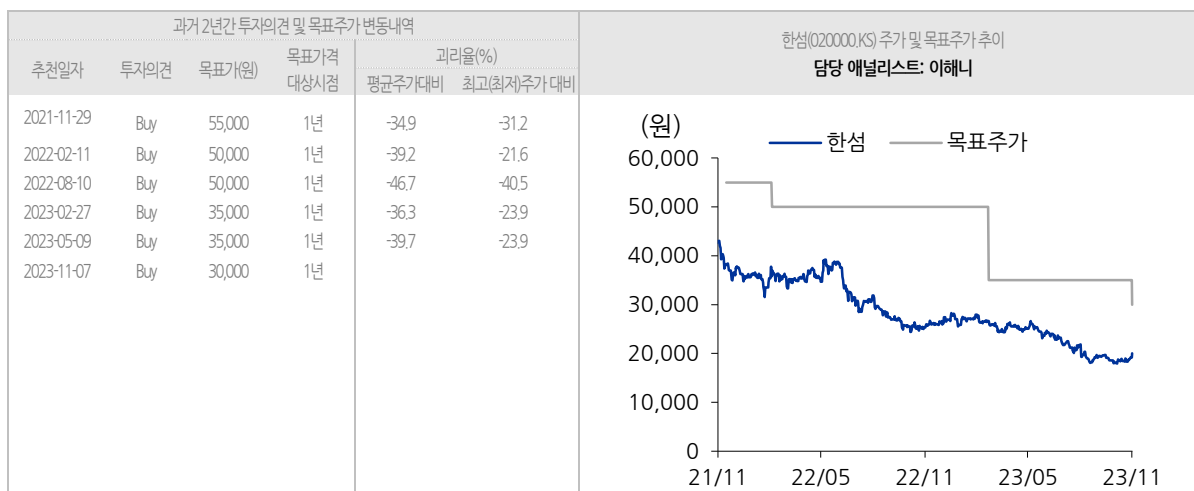 과거 2년간 투자의견 및 목표주가 변동내역
추천일자 투자의견 목표가(원) 목표가격 대상시점 괴리율(%)
평균주가대비 최고(최저)주가 대비
2021-11-29 Buy 55,000 1년 -34.9 -31.2
2022-02-11 Buy 50,000 1년 -39.2 -21.6
2022-08-10 Buy 50,000 1년 -46.7 -40.5
2023-02-27 Buy 35,000 1년 -36.3 -23.9
2023-05-09 Buy 35,000 1년 -39.7 -23.9
2023-11-07 Buy 30,000 1년
한섬(020000.KS) 주가 및 목표주가 추이
담당 애널리스트: 이해니
(원)
한섬 목표주가
60,000
50,000
40,000
30,000
20,000
10,000
0
21/11 22/05 22/11 23/05 23/11